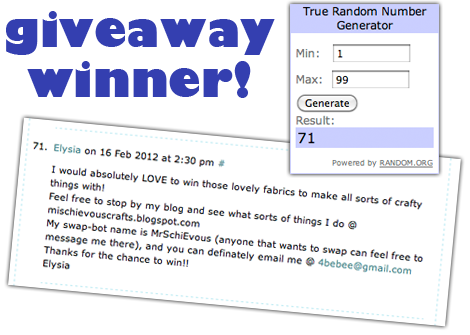 giveaway
winner!
True Random Number
Generator
Min: 1
Max: 99
Generate
Result:
71
Powered by RANDOM.ORG
71. Elysia on 16 Feb 2012 at 2:30 pm #
I would absolutely LOVE to win those lovely fabrics to make all sorts of crafty
things with!
Feel free to stop by my blog and see what sorts of things I do @
mischievouscrafts.blogspot.com
My swap-bot name is MrSchiEvous (anyone that wants to swap can feel free to
message me there), and you can definately email me @ 4bebee@gmail.com
Thanks for the chance to win!!
Elysia